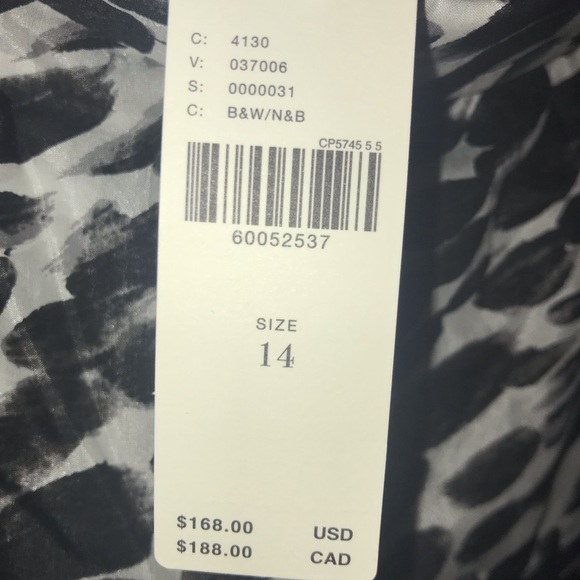 C: 4130
V: 037006
S: 0000031
C: B&W/N&B
CP5745 5 5
60052537
SIZE
14
$168.00 USD
$188.00 CAD